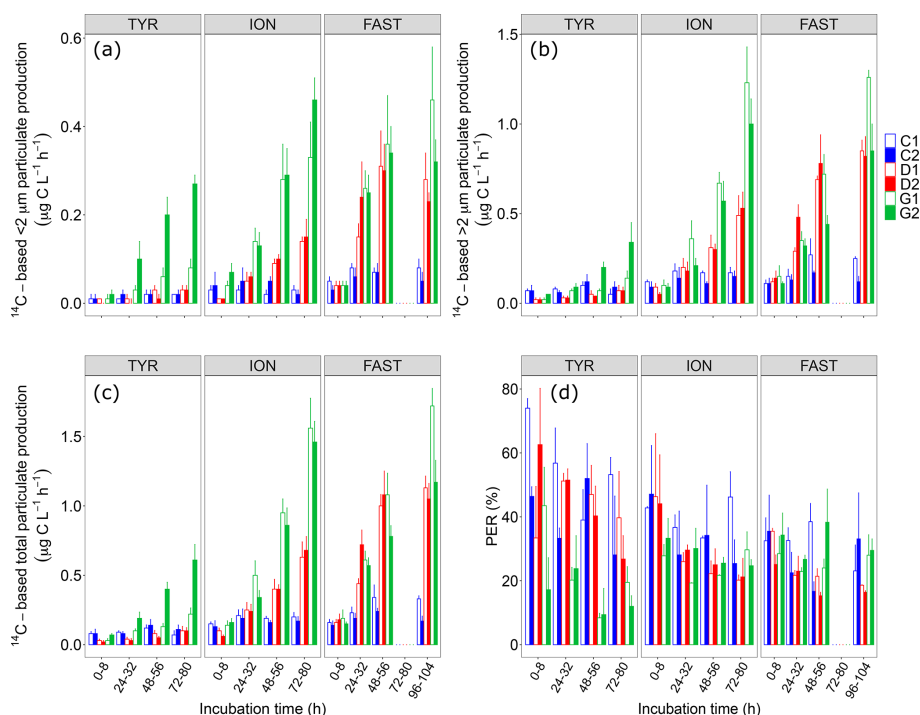 TYR ION FAST
(a)
0.6
0.4
0.2
0.0
¹⁴C – based <2 μm particulate production
(μg C L⁻¹ h⁻¹)
TYR ION FAST
(b)
1.5
1.0
0.5
0.0
¹⁴C – based >2 μm particulate production
(μg C L⁻¹ h⁻¹)
C1
C2
D1
D2
G1
G2
TYR ION FAST
(c)
1.5
1.0
0.5
0.0
¹⁴C – based total particulate production
(μg C L⁻¹ h⁻¹)
0-8 24-32 48-56 72-80 0-8 24-32 48-56 72-80 0-8 24-32 48-56 72-80 96-104
Incubation time (h)
TYR ION FAST
(d)
80
60
40
20
0
PER (%)
0-8 24-32 48-56 72-80 0-8 24-32 48-56 72-80 0-8 24-32 48-56 72-80 96-104
Incubation time (h)